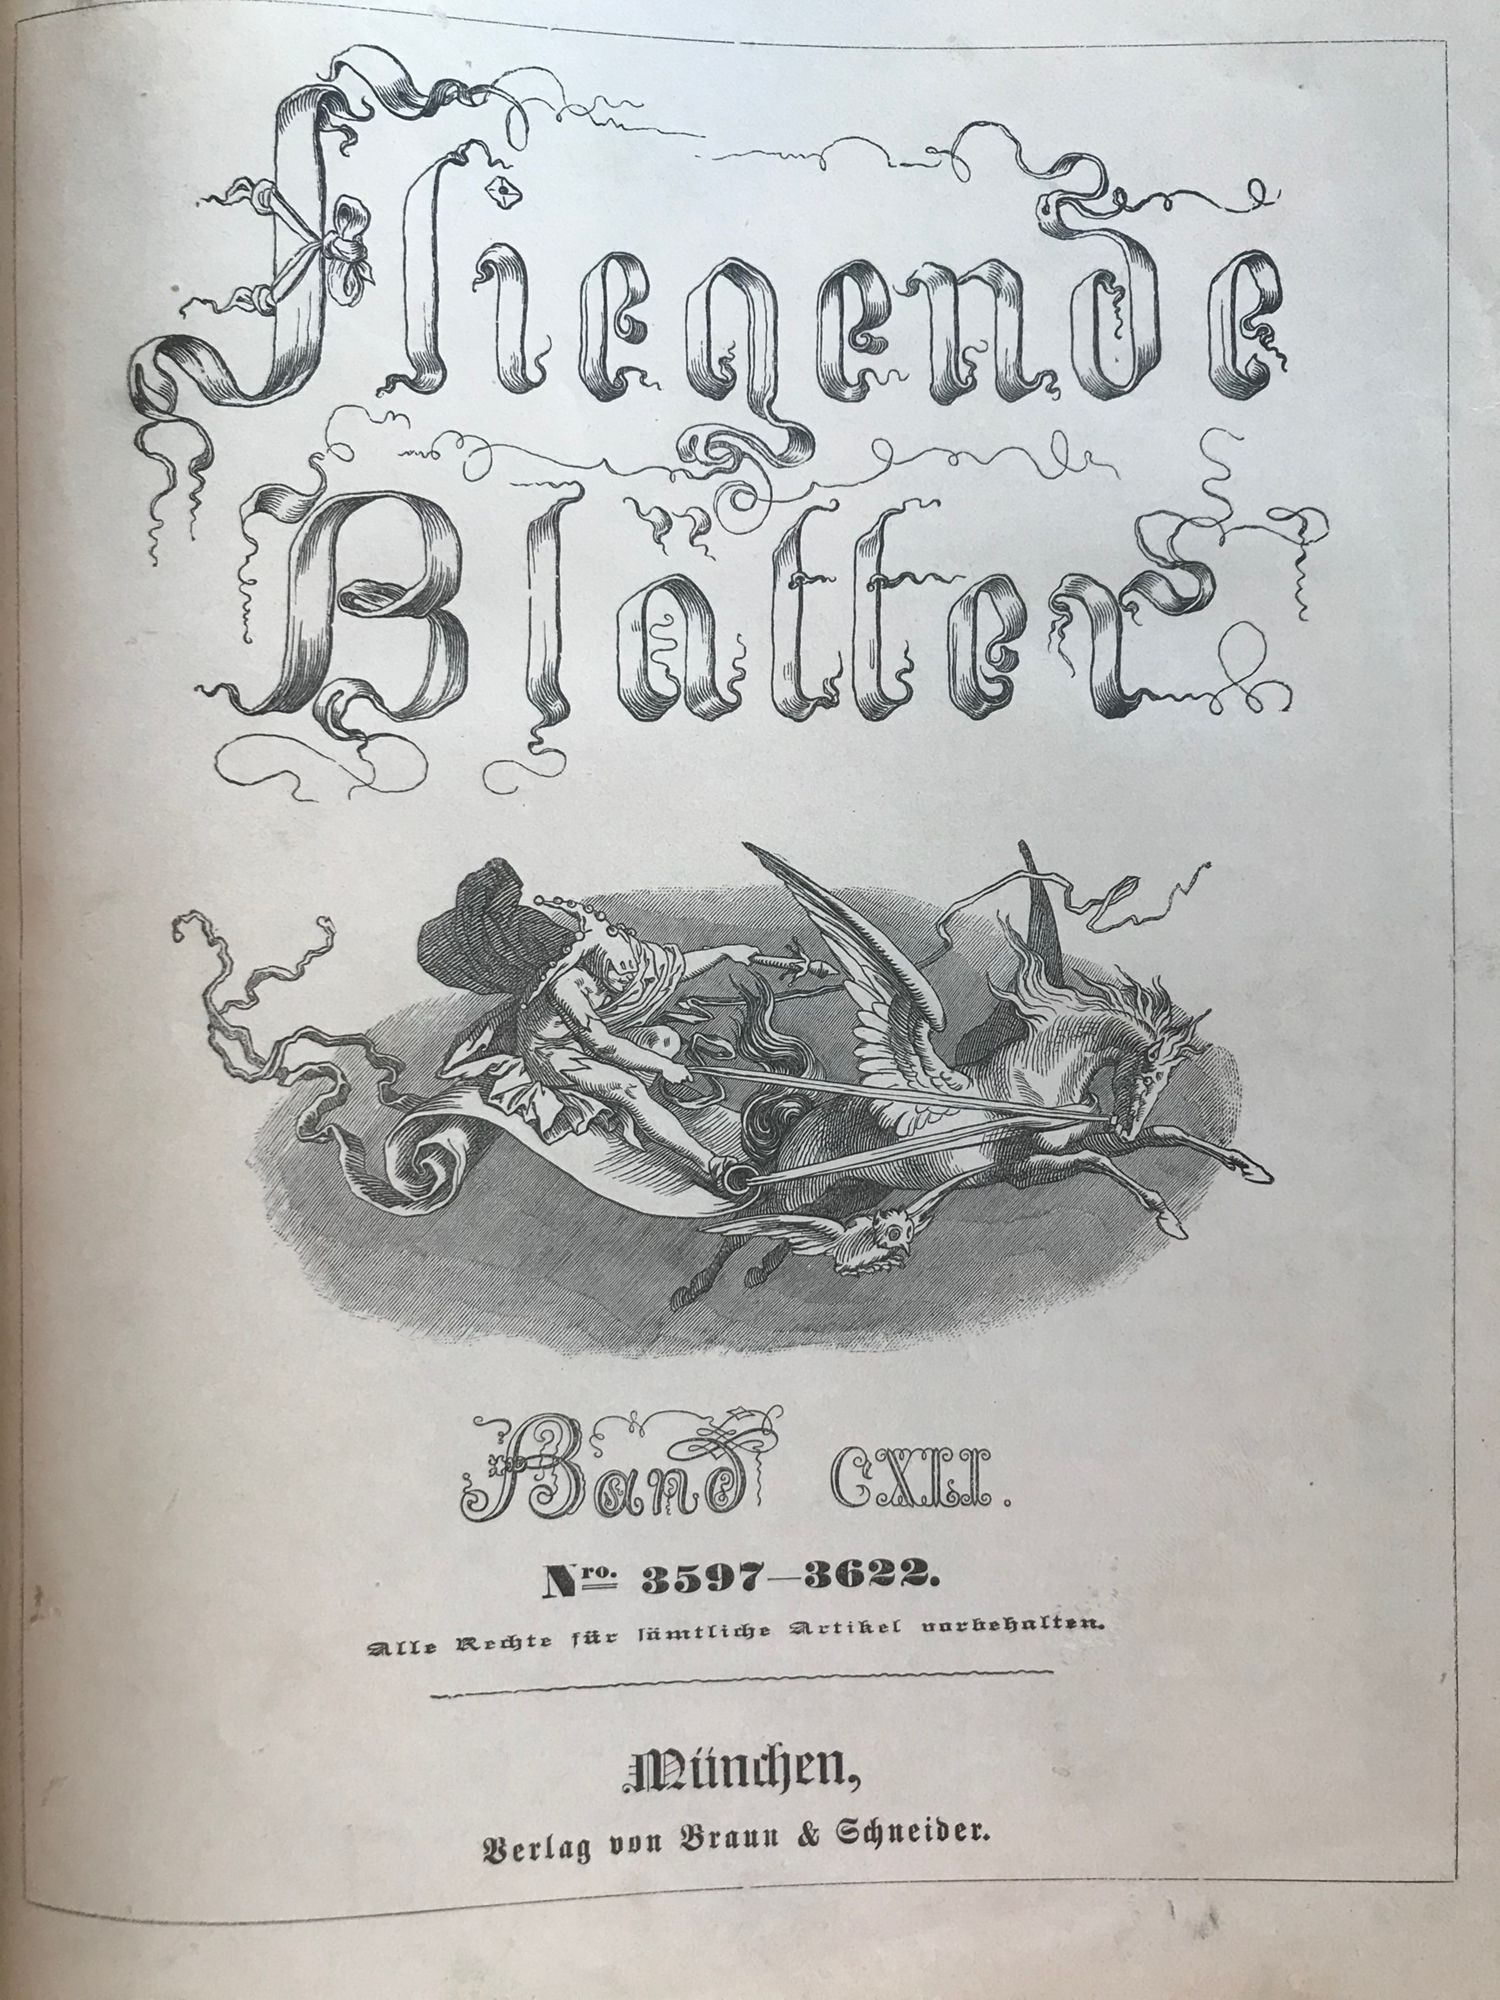 Fliegende
Blätter
Band CXII.
Nro. 3597—3622.
Alle Rechte für ſämtliche Artikel vorbehalten.
München,
Verlag von Braun & Schneider.